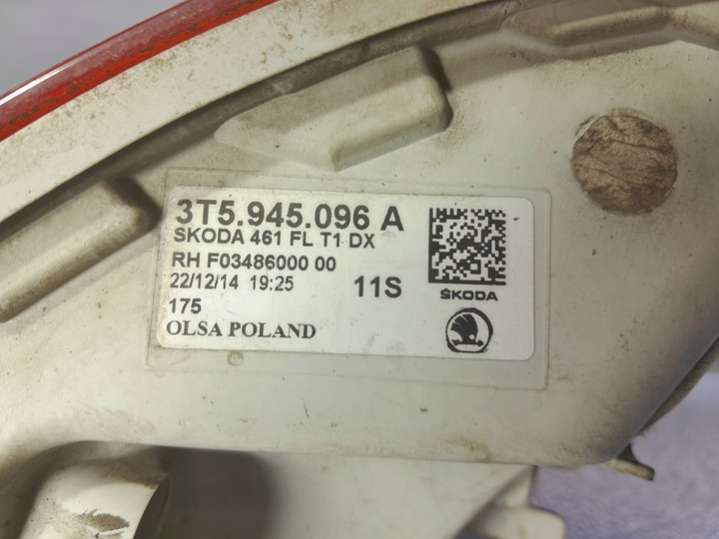 3T5.945.096 A
SKODA 461 FL T1 DX
RH F03486000 00
22/12/14 19:25
11S
175
OLSA POLAND
ŠKODA